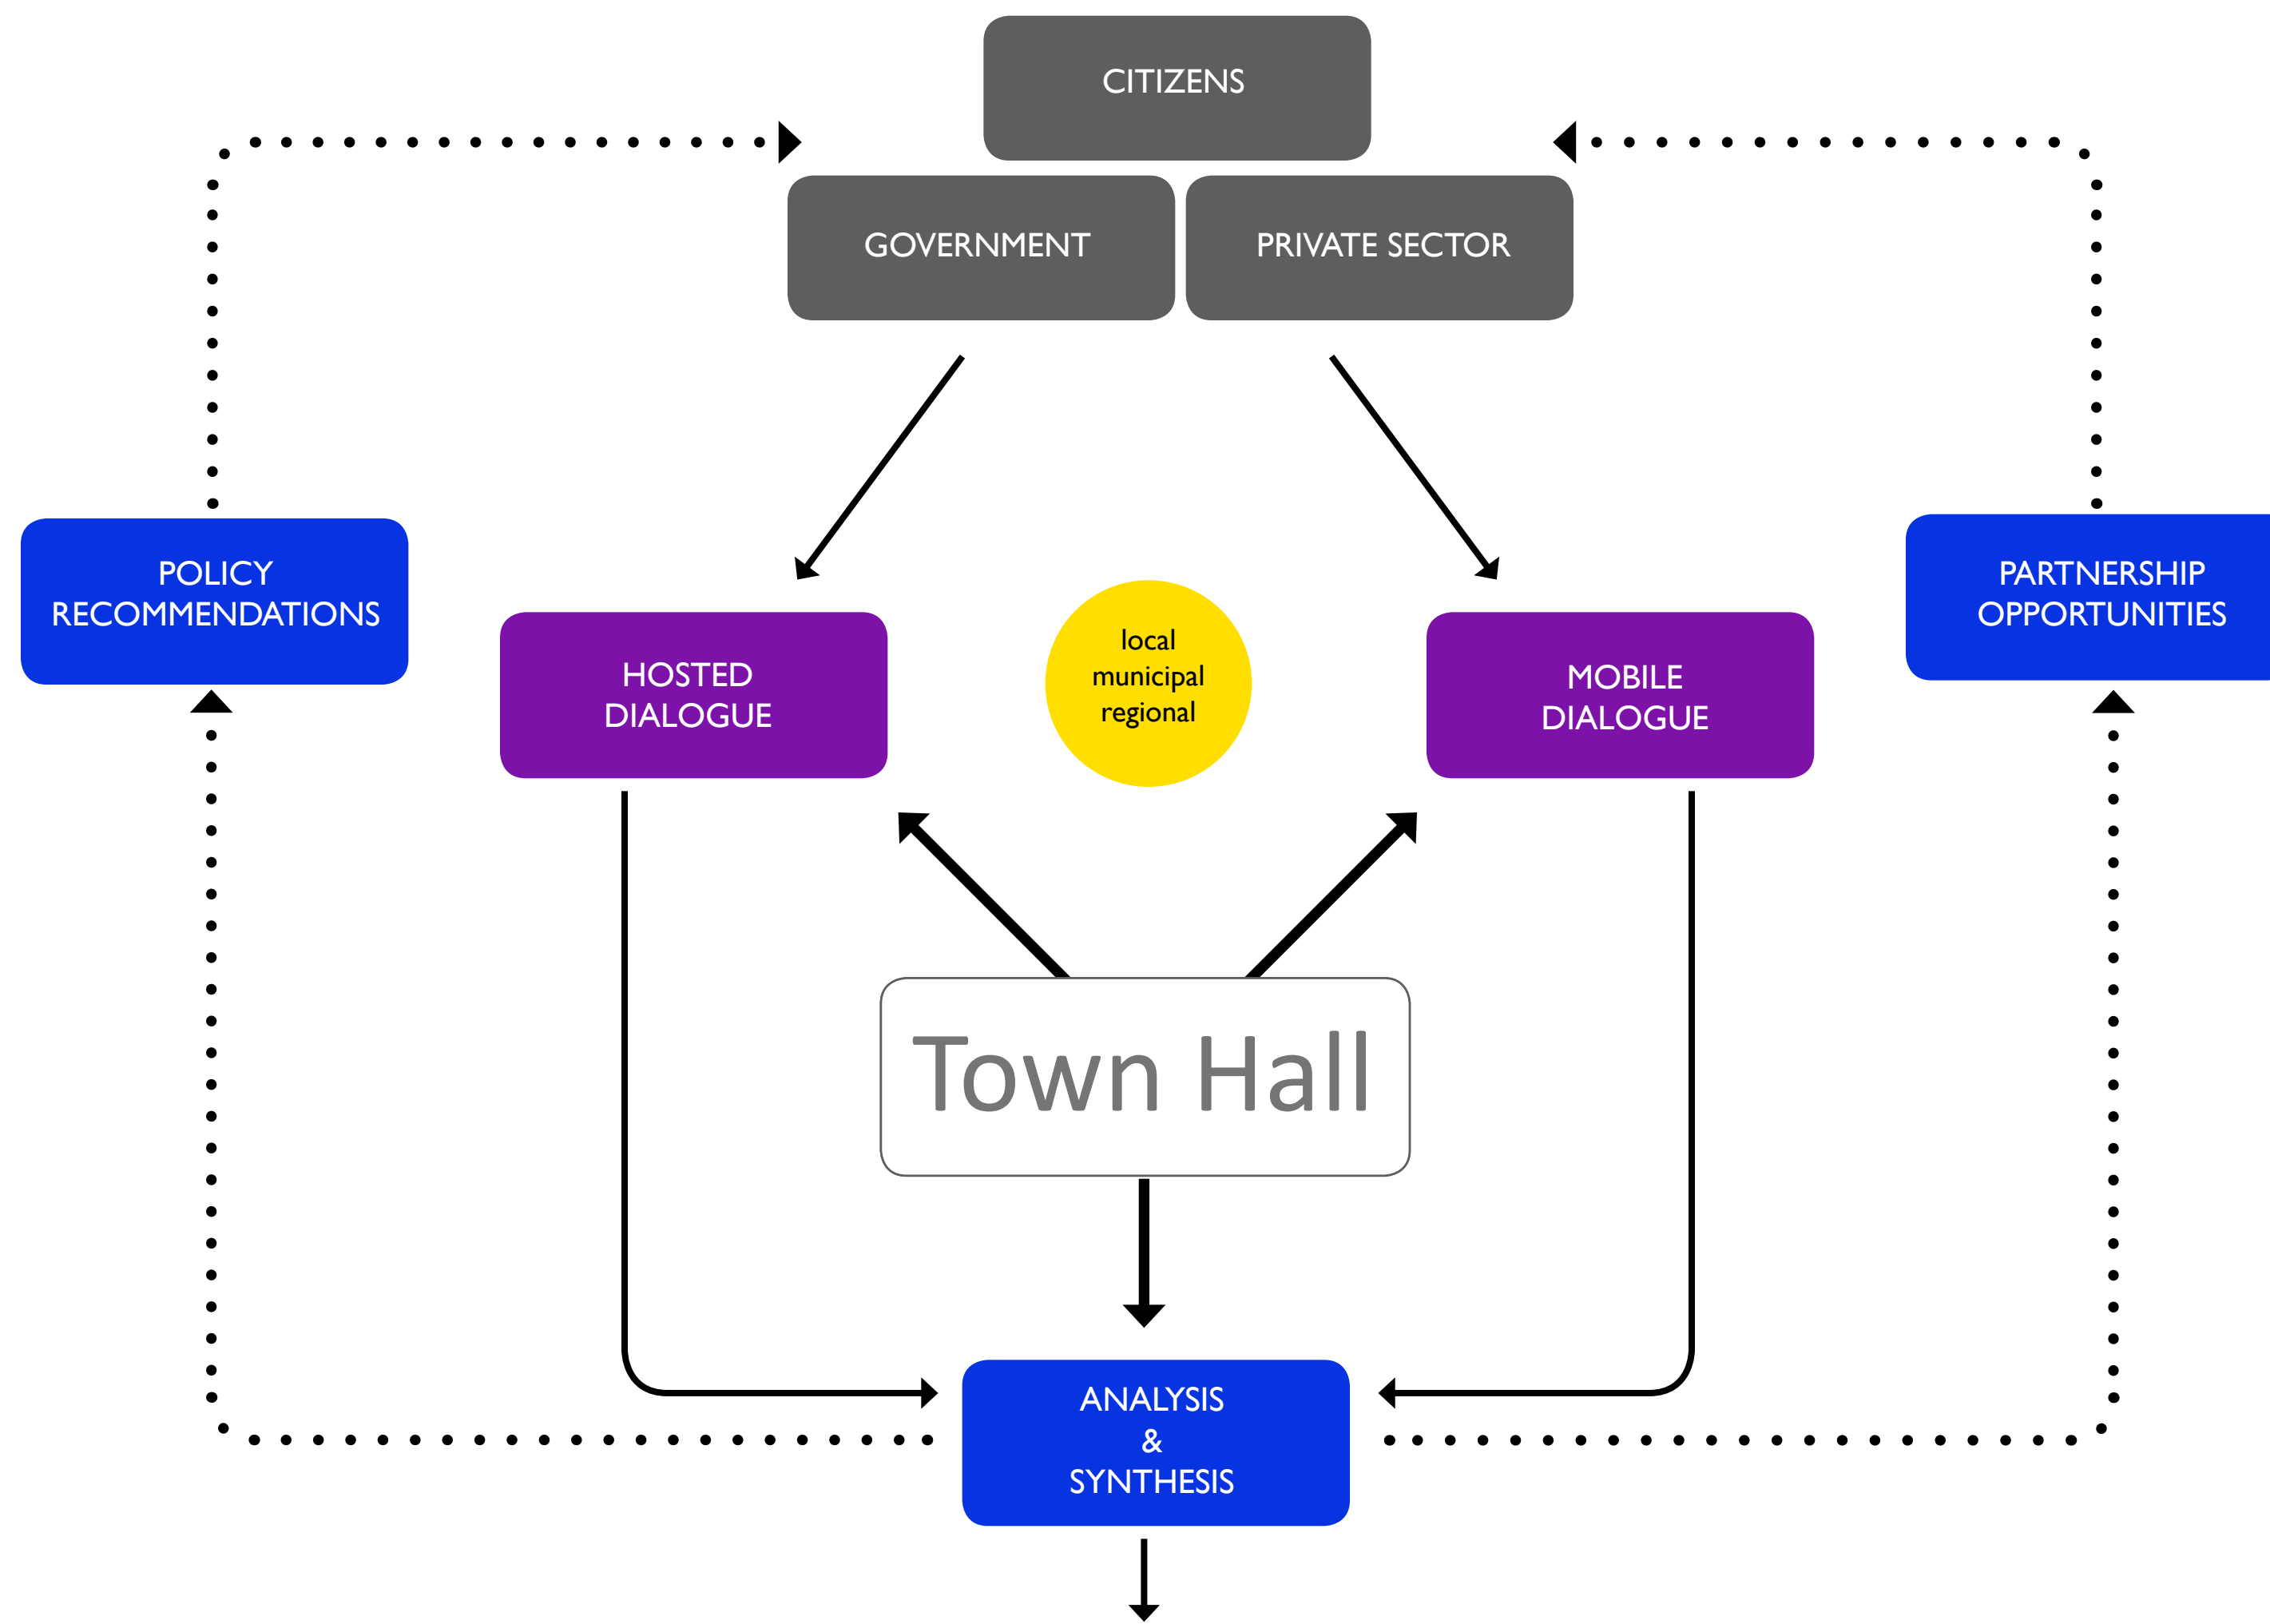 CITIZENS
GOVERNMENT
PRIVATE SECTOR
POLICY
RECOMMENDATIONS
HOSTED
DIALOGUE
local
municipal
regional
MOBILE
DIALOGUE
PARTNERSHIP
OPPORTUNITIES
Town Hall
ANALYSIS
&
SYNTHESIS